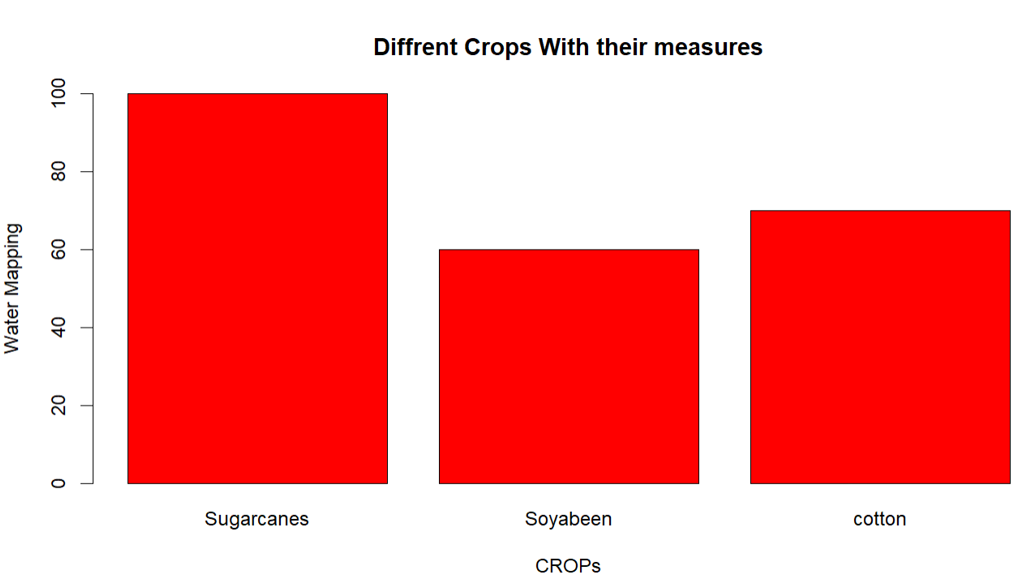 Diffrent Crops With their measures
Water Mapping
100
80
60
40
20
0
Sugarcanes Soyabeen cotton
CROPs